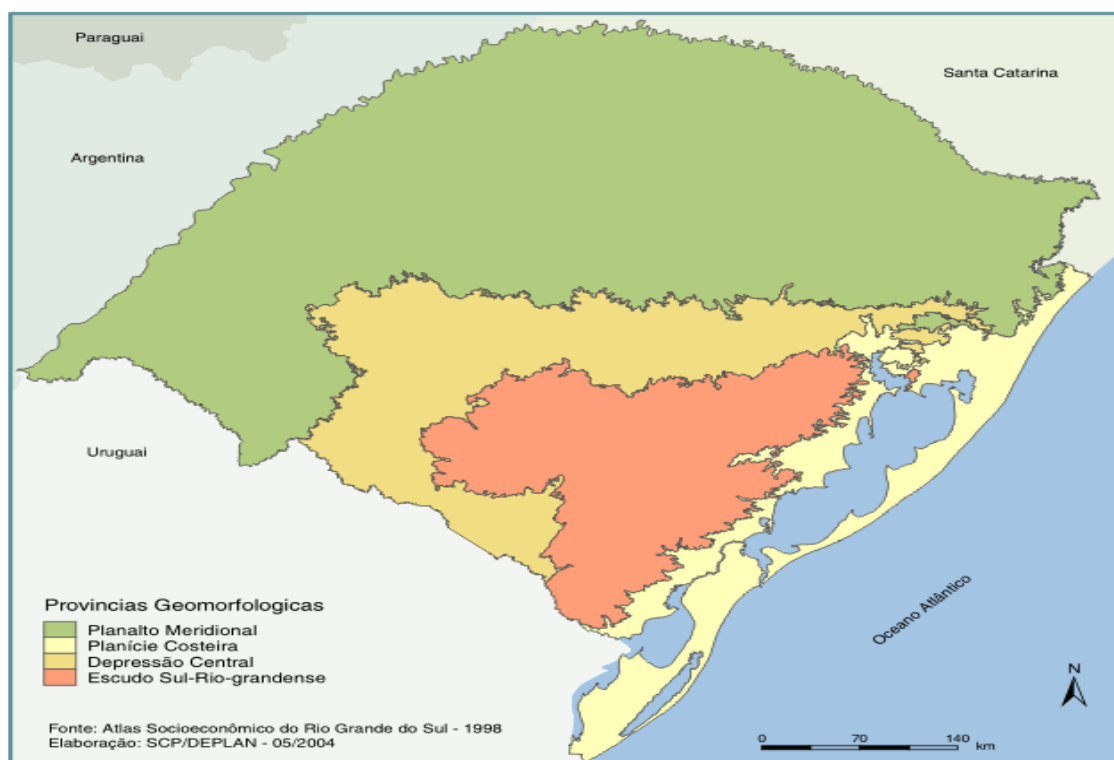 Paraguai
Santa Catarina
Argentina
Uruguai
Oceano Atlântico
Provincias Geomorfologicas
Planalto Meridional
Planície Costeira
Depressão Central
Escudo Sul-Rio-grandense
Fonte: Atlas Socioeconômico do Rio Grande do Sul - 1998
Elaboração: SCP/DEPLAN - 05/2004
N
0 70 140
km